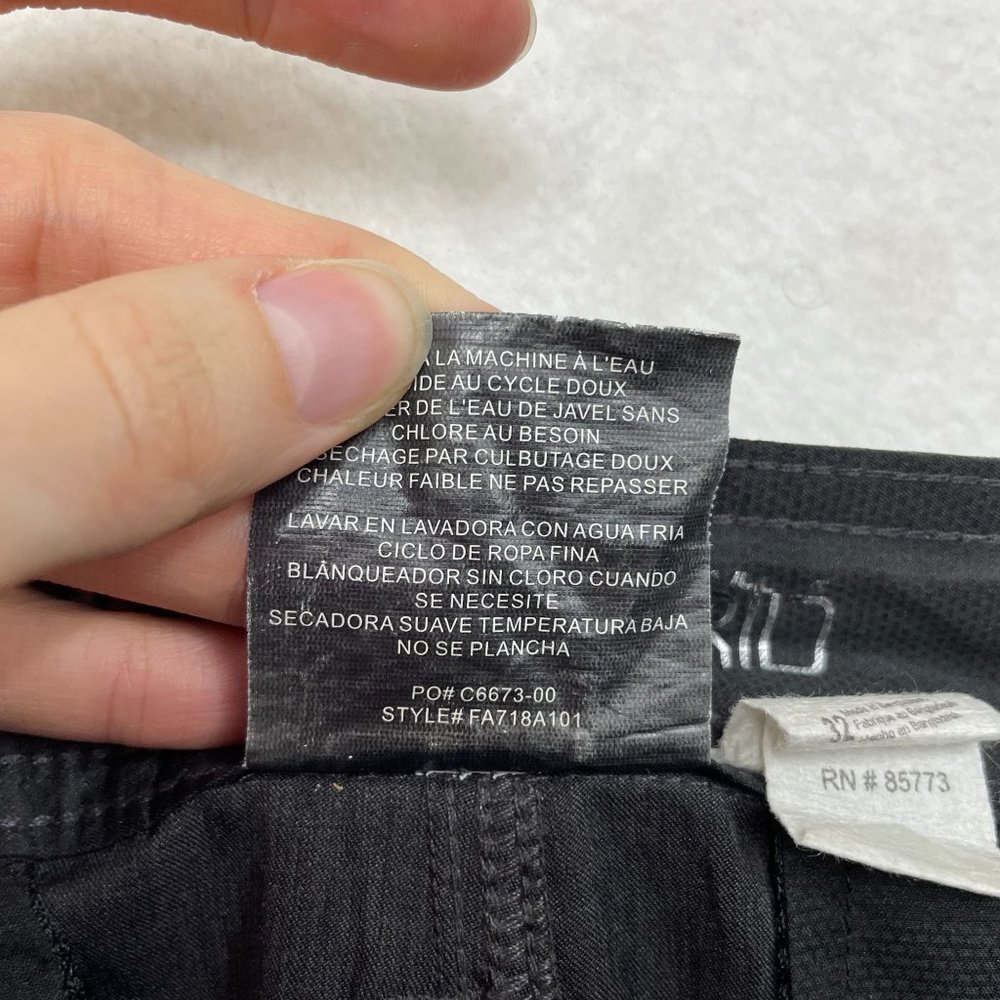 LA MACHINE À L'EAU
AU CYCLE DOUX
DE L'EAU DE JAVEL SANS
CHLORE AU BESOIN
SECHAGE PAR CULBUTAGE DOUX
CHALEUR FAIBLE NE PAS REPASSER
LAVAR EN LAVADORA CON AGUA FRIA
CICLO DE ROPA FINA
BLANQUEADOR SIN CLORO CUANDO
SE NECESITE
SECADORA SUAVE TEMPERATURA BAJA
NO SE PLANCHA
PO# C6673-00
STYLE# FA718A101
32
RN # 85773